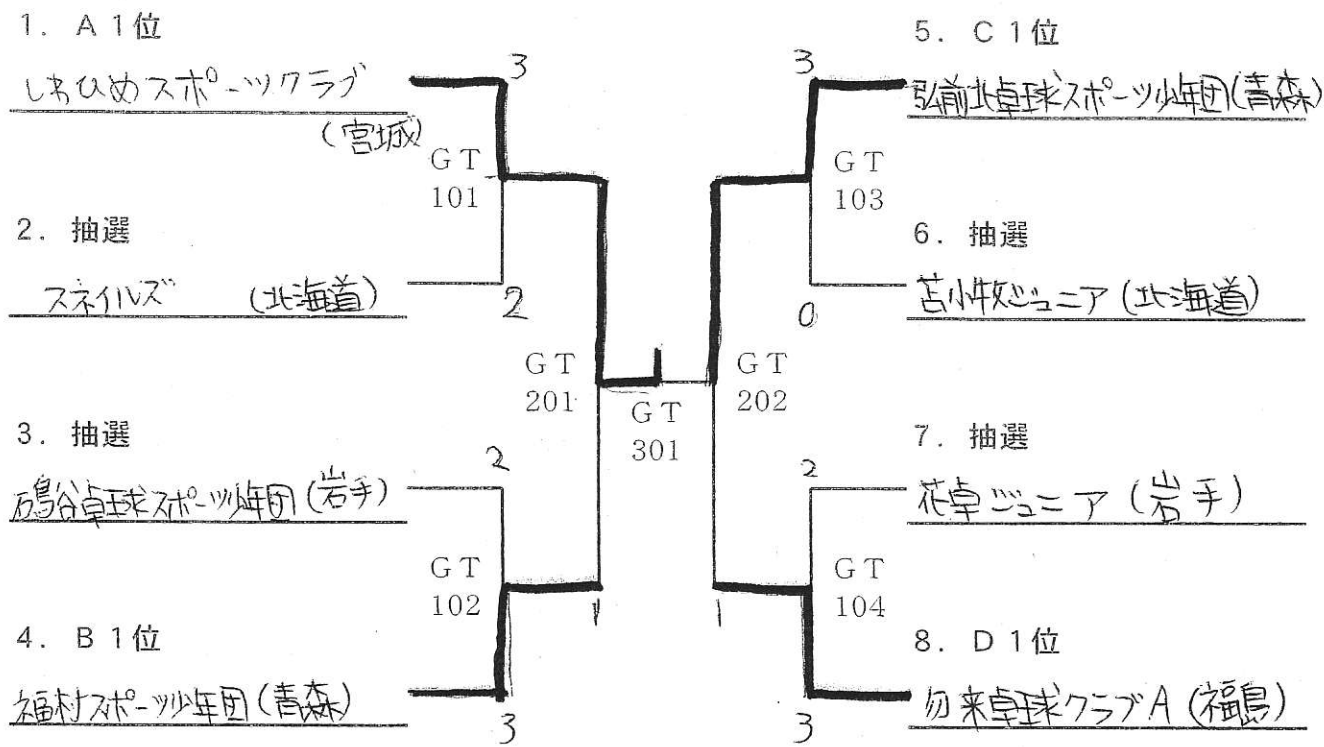 1. A 1位
3
しわひめスポーツクラブ
(宮城)
GT
101
2. 抽選
スネイルズ (北海道)
2
GT
201
3. 抽選
2
石鳥谷卓球スポーツ少年団 (岩手)
GT
102
1
4. B 1位
福村スポーツ少年団 (青森)
3
GT
301
5. C 1位
3
弘前北卓球スポーツ少年団 (青森)
GT
103
6. 抽選
苫小牧ジュニア (北海道)
0
GT
202
7. 抽選
2
花卓ジュニア (岩手)
GT
104
1
8. D 1位
勿来卓球クラブA (福島)
3